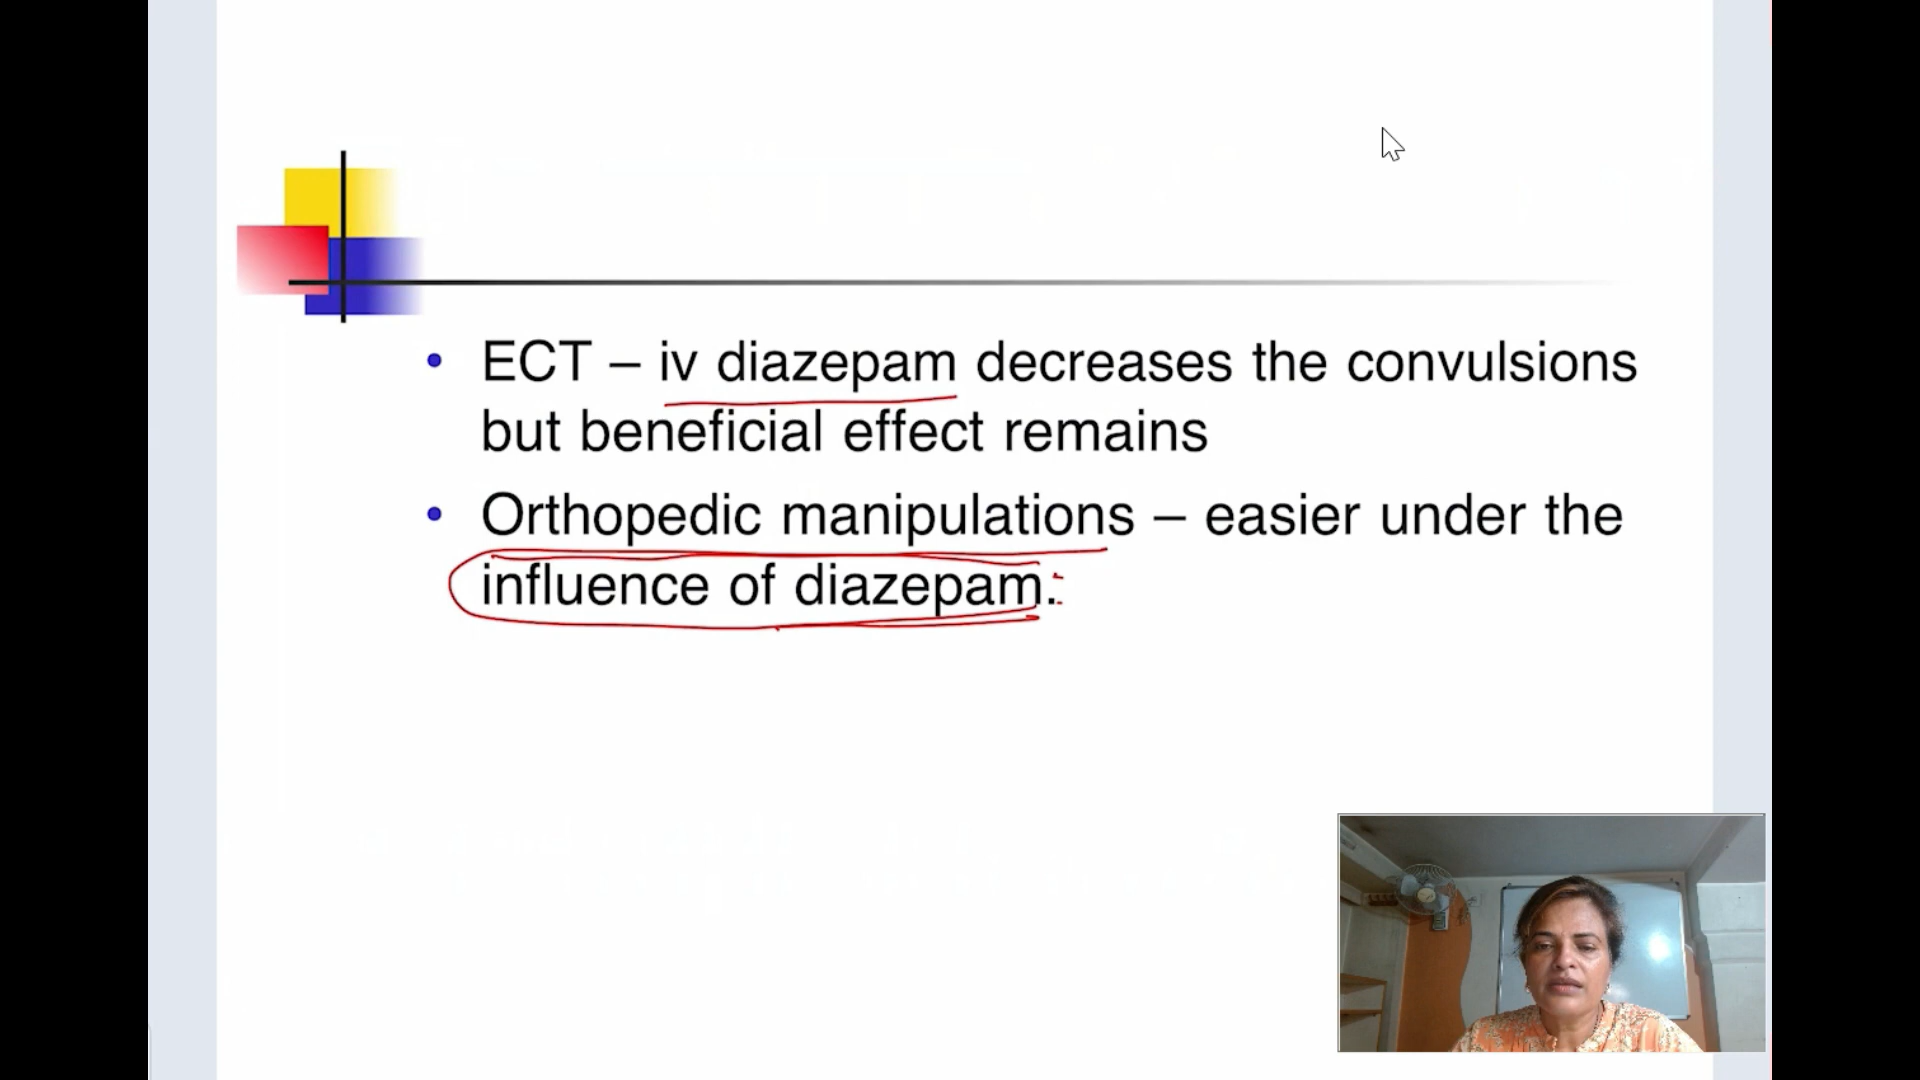 • ECT – iv diazepam decreases the convulsions
but beneficial effect remains
• Orthopedic manipulations – easier under the
influence of diazepam.